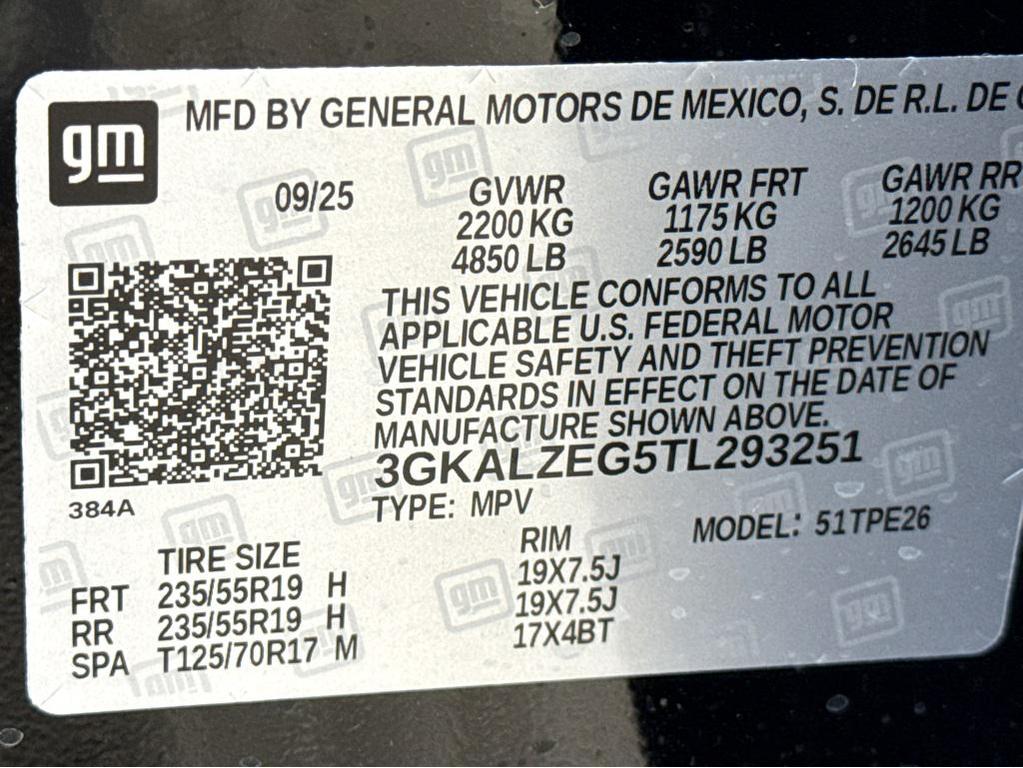 gm
MFD BY GENERAL MOTORS DE MEXICO, S. DE R.L. DE
09/25
GVWR GAWR FRT GAWR RR
2200 KG 1175 KG 1200 KG
4850 LB 2590 LB 2645 LB
THIS VEHICLE CONFORMS TO ALL
APPLICABLE U.S. FEDERAL MOTOR
VEHICLE SAFETY AND THEFT PREVENTION
STANDARDS IN EFFECT ON THE DATE OF
MANUFACTURE SHOWN ABOVE.
3GKALZEG5TL293251
384A
TYPE: MPV MODEL: 51TPE26
TIRE SIZE RIM
FRT 235/55R19 H 19X7.5J
RR 235/55R19 H 19X7.5J
SPA T125/70R17 M 17X4BT